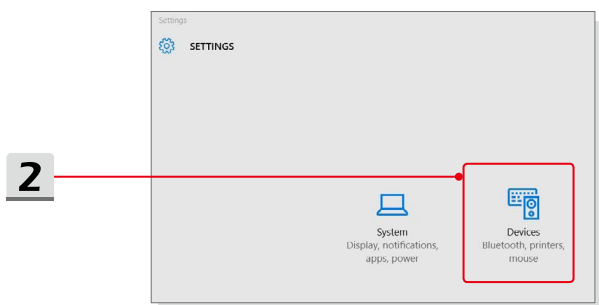 Settings
SETTINGS
2
System
Display, notifications,
apps, power
Devices
Bluetooth, printers,
mouse